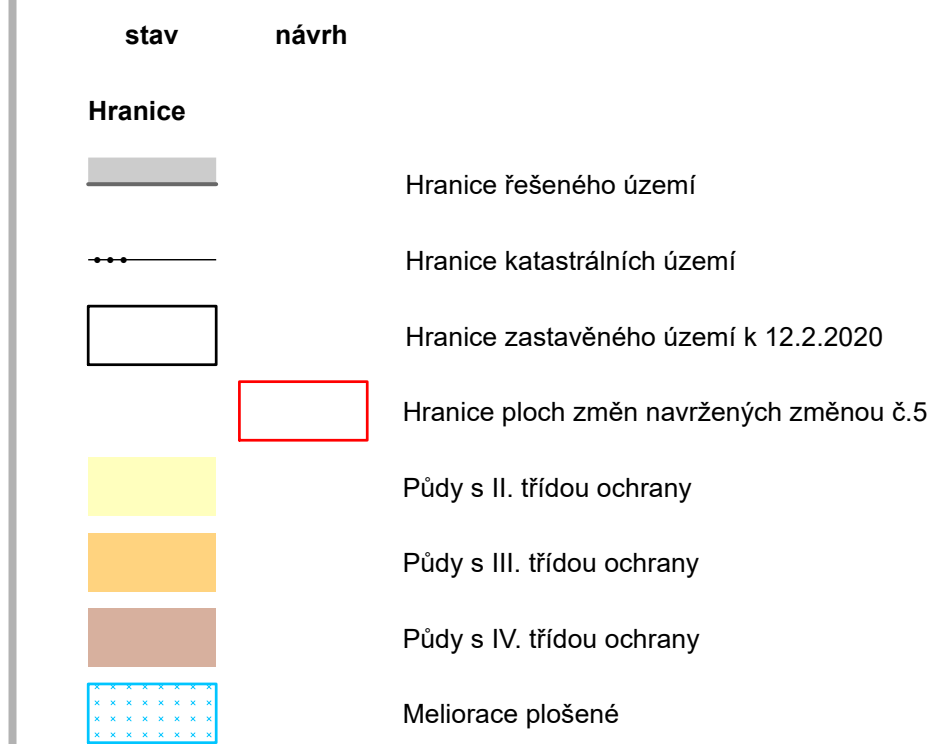 stav návrh
Hranice
Hranice řešeného území
Hranice katastrálních území
Hranice zastavěného území k 12.2.2020
Hranice ploch změn navržených změnou č.5
Půdy s II. třídou ochrany
Půdy s III. třídou ochrany
Půdy s IV. třídou ochrany
Meliorace plošené